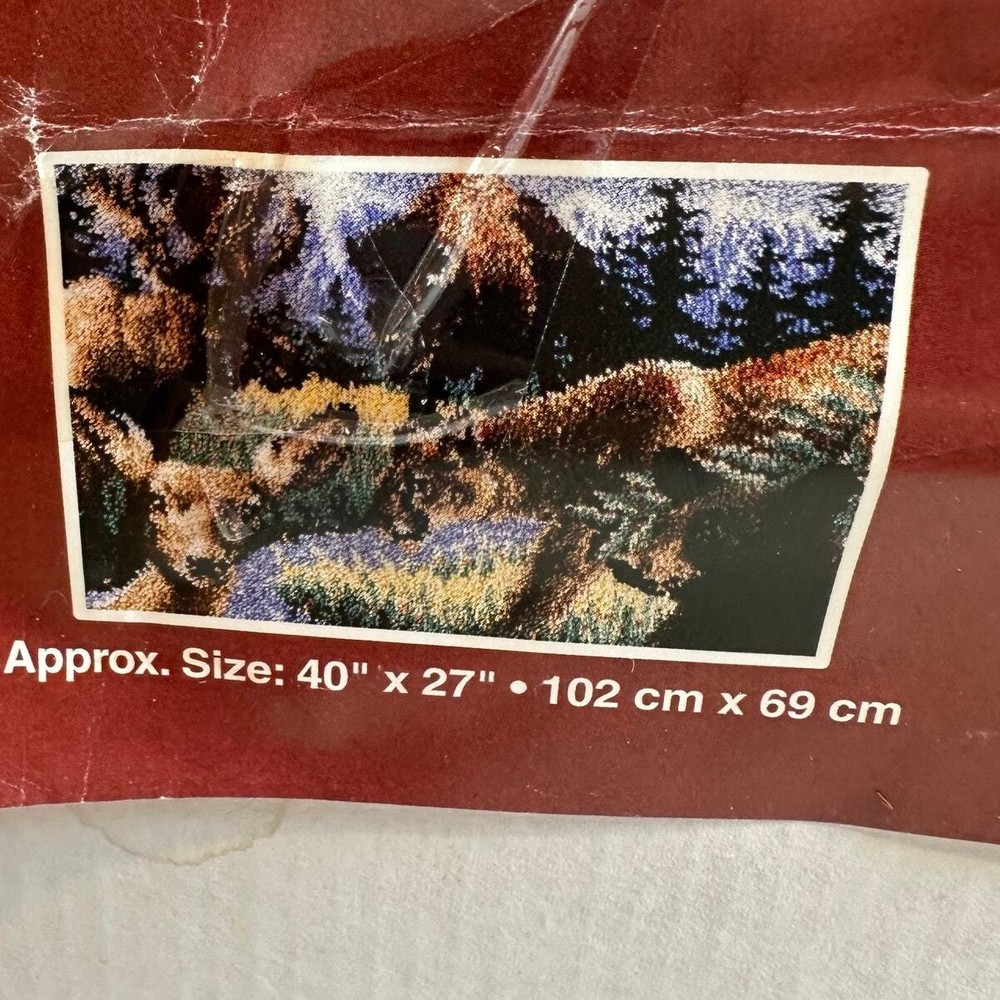 Approx. Size: 40" x 27" • 102 cm x 69 cm